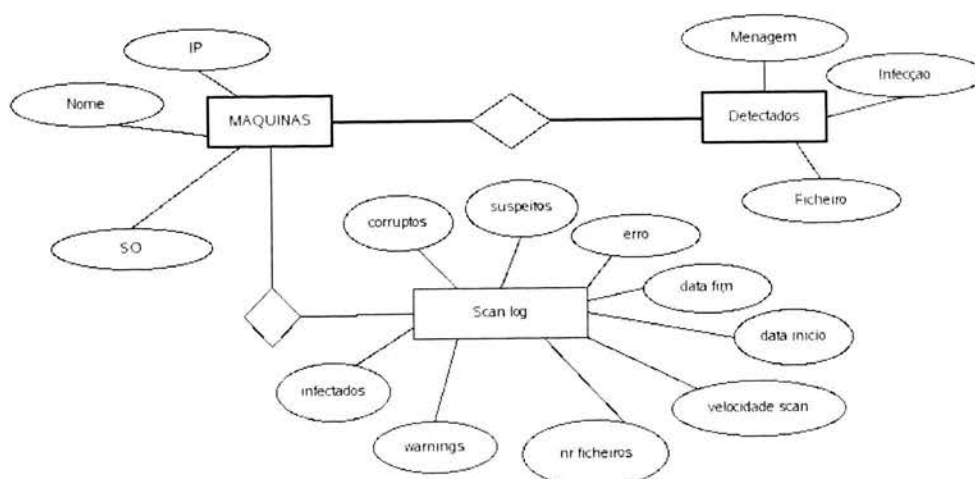 IP
Menagem
Nome
Infecçao
MAQUINAS
Detectados
Ficheiro
suspeitos
corruptos
erro
SO
data fim
Scan log
data inicio
infectados
velocidade scan
warnings
nr ficheiros